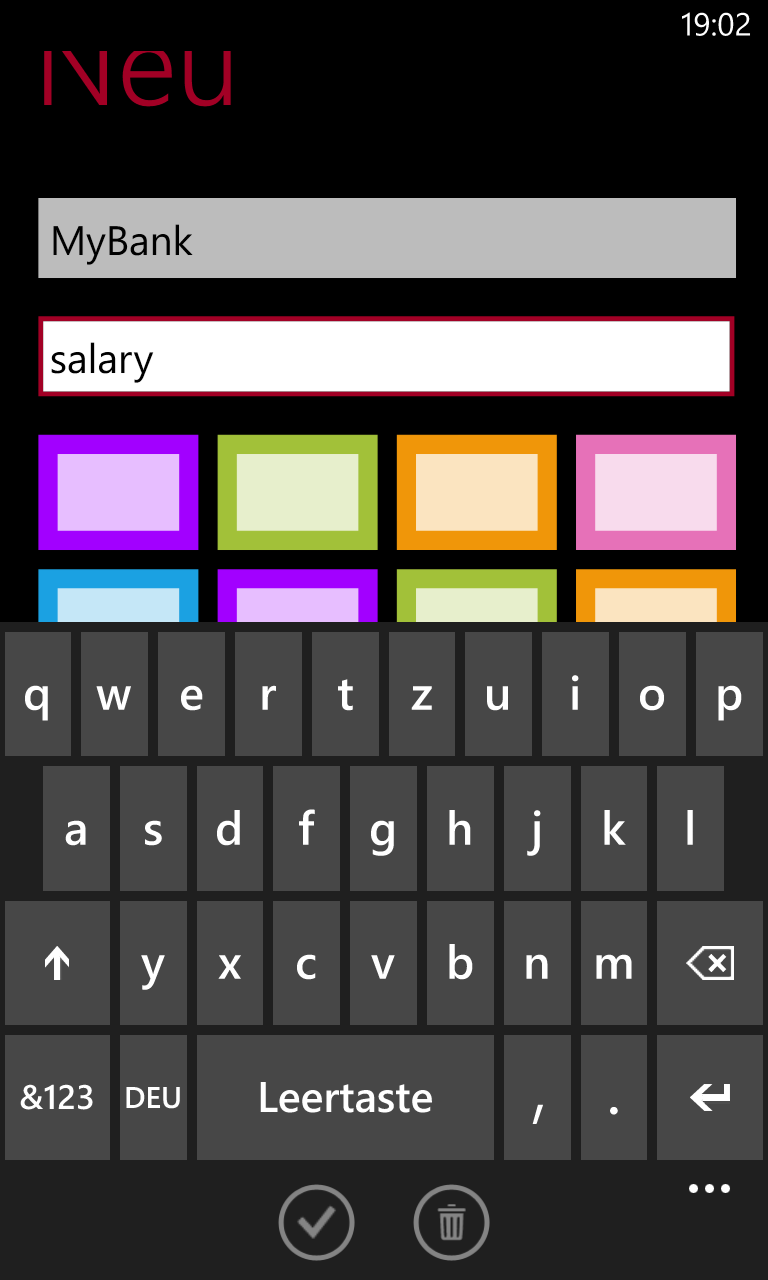 19:02
Neu
MyBank
salary
q w e r t z u i o p
a s d f g h j k l
y x c v b n m
&123 DEU Leertaste , .